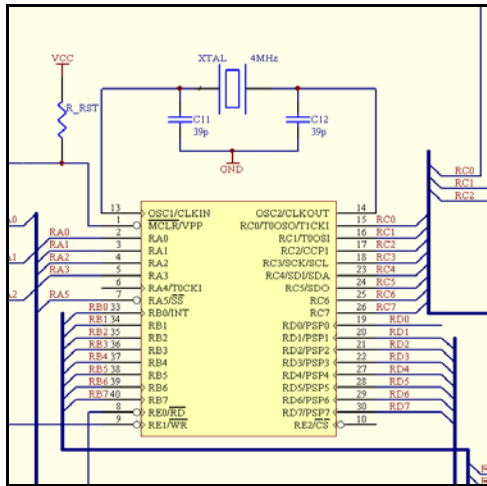 VCC
XTAL 4MHz
R_RST
C11 C12
39p 39p
GND
13 OSC1/CLKIN OSC2/CLKOUT 14
1 MCLR/VPP RC0/T0OSO/T1CKI 15 RC0
RA0 2 RA0 RC1/T0OSI 16 RC1
RA1 3 RA1 RC2/CCP1 17 RC2
RA2 4 RA2 RC3/SCK/SCL 18 RC3
RA3 5 RA3 RC4/SDI/SDA 23 RC4
6 RA4/T0CKI RC5/SDO 24 RC5
RA5 7 RA5/SS RC6 25 RC6
RB0 33 RB0/INT RC7 26 RC7
RB1 34 RB1 RD0/PSP0 19 RD0
RB2 35 RB2 RD1/PSP1 20 RD1
RB3 36 RB3 RD2/PSP2 21 RD2
RB4 37 RB4 RD3/PSP3 22 RD3
RB5 38 RB5 RD4/PSP4 27 RD4
RB6 39 RB6 RD5/PSP5 28 RD5
RB7 40 RB7 RD6/PSP6 29 RD6
8 RE0/RD RD7/PSP7 30 RD7
9 RE1/WR RE2/CS 10
RC0
RC1
RC2